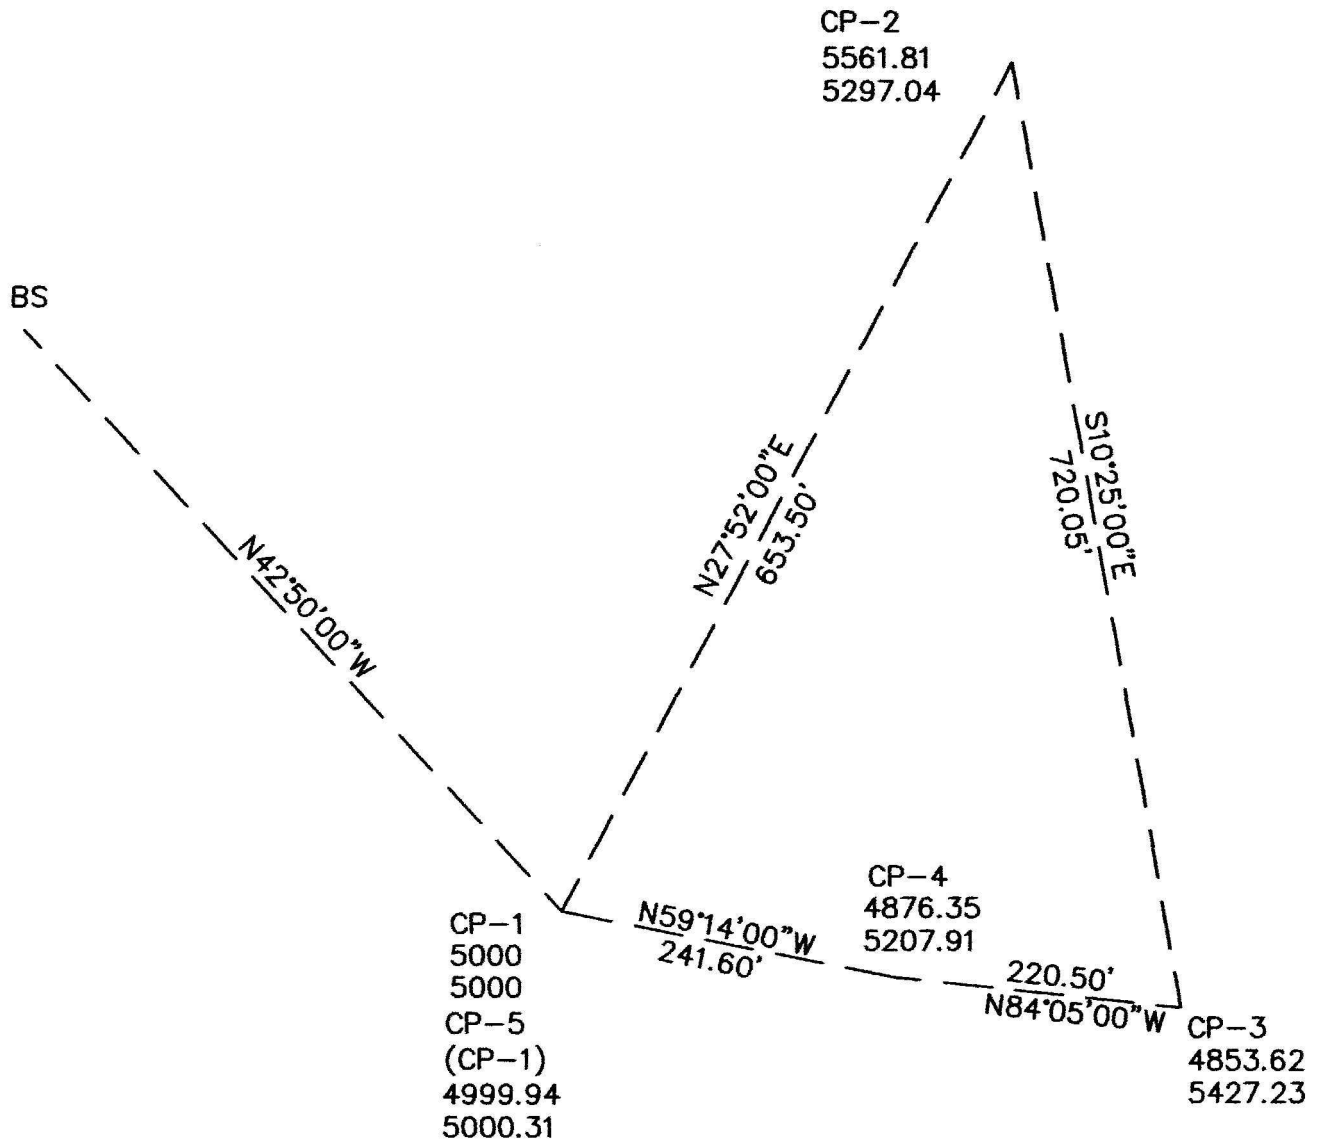 CP-2
5561.81
5297.04
BS
N42°50'00"W
N27°52'00"E
653.50'
S10°25'00"E
720.05'
CP-1
5000
5000
CP-5
(CP-1)
4999.94
5000.31
N59°14'00"W
241.60'
CP-4
4876.35
5207.91
220.50'
N84°05'00"W
CP-3
4853.62
5427.23